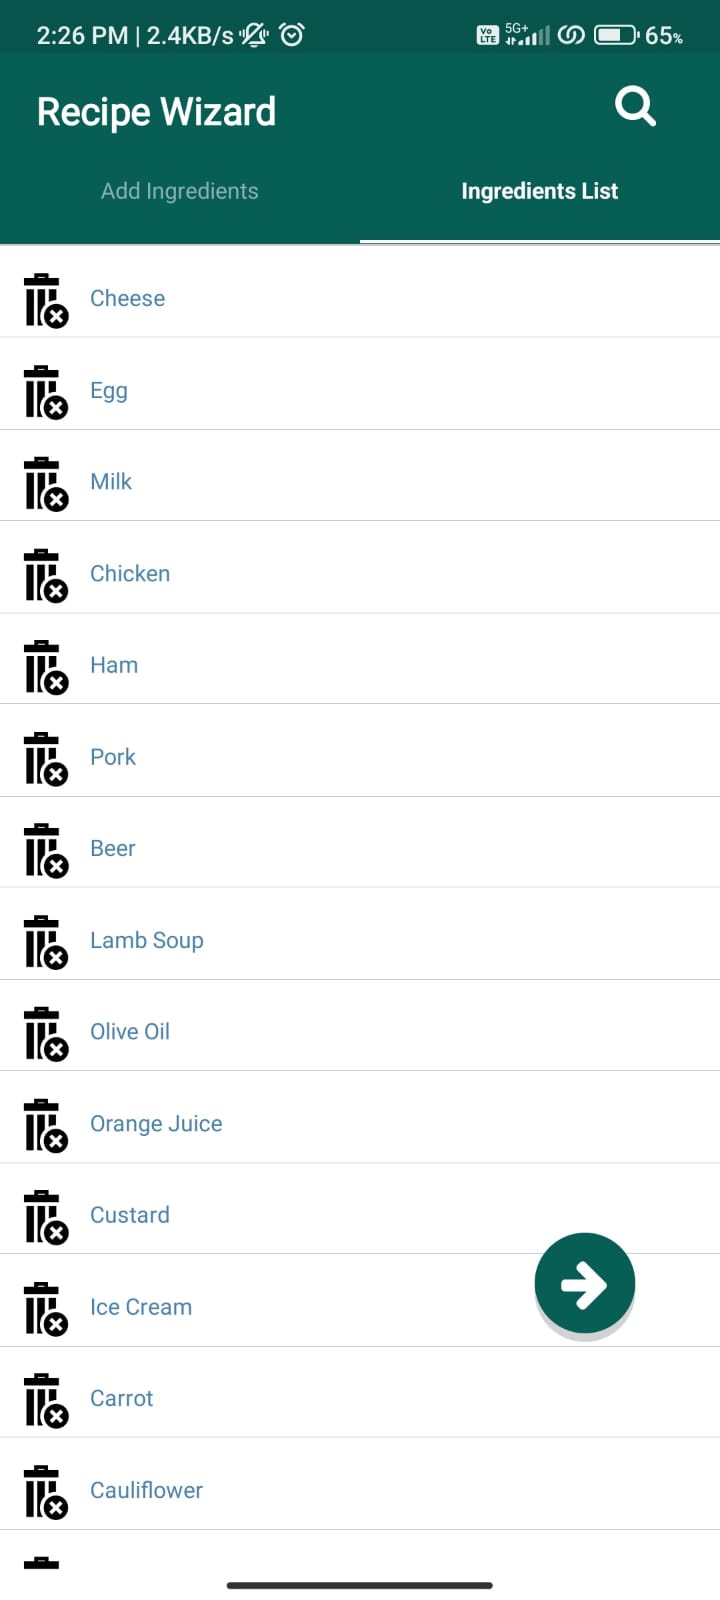 2:26 PM | 2.4KB/s Vo LTE 5G+ 65%
Recipe Wizard
Add Ingredients Ingredients List
Cheese
Egg
Milk
Chicken
Ham
Pork
Beer
Lamb Soup
Olive Oil
Orange Juice
Custard
Ice Cream
Carrot
Cauliflower